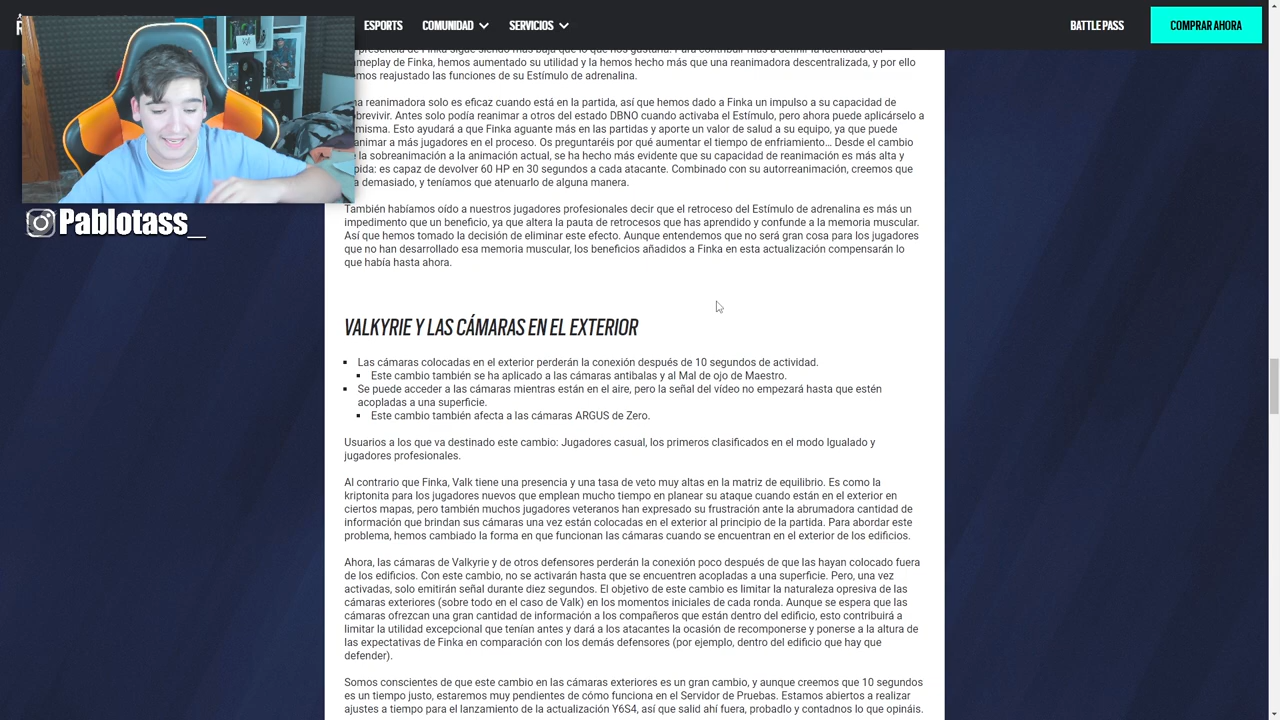 R
ESPORTS
COMUNIDAD
SERVICIOS
BATTLE PASS
COMPRAR AHORA
presencia de Finka sigue siendo más baja que lo que nos gustaría. Para contribuir más a definir la identidad del
gameplay de Finka, hemos aumentado su utilidad y la hemos hecho más que una reanimadora descentralizada, y por ello
hemos reajustado las funciones de su Estímulo de adrenalina.
reanimadora solo es eficaz cuando está en la partida, así que hemos dado a Finka un impulso a su capacidad de
brevivir. Antes solo podía reanimar a otros del estado DBNO cuando activaba el Estímulo, pero ahora puede aplicárselo a
misma. Esto ayudará a que Finka aguante más en las partidas y aporte un valor de salud a su equipo, ya que puede
animar a más jugadores en el proceso. Os preguntaréis por qué aumentar el tiempo de enfriamiento... Desde el cambio
la sobreanimación a la animación actual, se ha hecho más evidente que su capacidad de reanimación es más alta y
pida: es capaz de devolver 60 HP en 30 segundos a cada atacante. Combinado con su autorreanimación, creemos que
demasiado, y teníamos que atenuarlo de alguna manera.
También habíamos oído a nuestros jugadores profesionales decir que el retroceso del Estímulo de adrenalina es más un
impedimento que un beneficio, ya que altera la pauta de retrocesos que has aprendido y confunde a la memoria muscular.
Así que hemos tomado la decisión de eliminar este efecto. Aunque entendemos que no será gran cosa para los jugadores
que no han desarrollado esa memoria muscular, los beneficios añadidos a Finka en esta actualización compensarán lo
que había hasta ahora.
Pablotass_
VALKYRIE Y LAS CÁMARAS EN EL EXTERIOR
Las cámaras colocadas en el exterior perderán la conexión después de 10 segundos de actividad.
Este cambio también se ha aplicado a las cámaras antibalas y al Mal de ojo de Maestro.
Se puede acceder a las cámaras mientras están en el aire, pero la señal del vídeo no empezará hasta que estén
acopladas a una superficie.
Este cambio también afecta a las cámaras ARGUS de Zero.
Usuarios a los que va destinado este cambio: Jugadores casual, los primeros clasificados en el modo Igualado y
jugadores profesionales.
Al contrario que Finka, Valk tiene una presencia y una tasa de veto muy altas en la matriz de equilibrio. Es como la
kriptonita para los jugadores nuevos que emplean mucho tiempo en planear su ataque cuando están en el exterior en
ciertos mapas, pero también muchos jugadores veteranos han expresado su frustración ante la abrumadora cantidad de
información que brindan sus cámaras una vez están colocadas en el exterior al principio de la partida. Para abordar este
problema, hemos cambiado la forma en que funcionan las cámaras cuando se encuentran en el exterior de los edificios.
Ahora, las cámaras de Valkyrie y de otros defensores perderán la conexión poco después de que las hayan colocado fuera
de los edificios. Con este cambio, no se activarán hasta que se encuentren acopladas a una superficie. Pero, una vez
activadas, solo emitirán señal durante diez segundos. El objetivo de este cambio es limitar la naturaleza opresiva de las
cámaras exteriores (sobre todo en el caso de Valk) en los momentos iniciales de cada ronda. Aunque se espera que las
cámaras ofrezcan una gran cantidad de información a los compañeros que están dentro del edificio, esto contribuirá a
limitar la utilidad excepcional que tenían antes y dará a los atacantes la ocasión de recomponerse y ponerse a la altura de
las expectativas de Finka en comparación con los demás defensores (por ejemplo, dentro del edificio que hay que
defender).
Somos conscientes de que este cambio en las cámaras exteriores es un gran cambio, y aunque creemos que 10 segundos
es un tiempo justo, estaremos muy pendientes de cómo funciona en el Servidor de Pruebas. Estamos abiertos a realizar
ajustes a tiempo para el lanzamiento de la actualización Y6S4, así que salid ahí fuera, probadlo y contadnos lo que opináis.